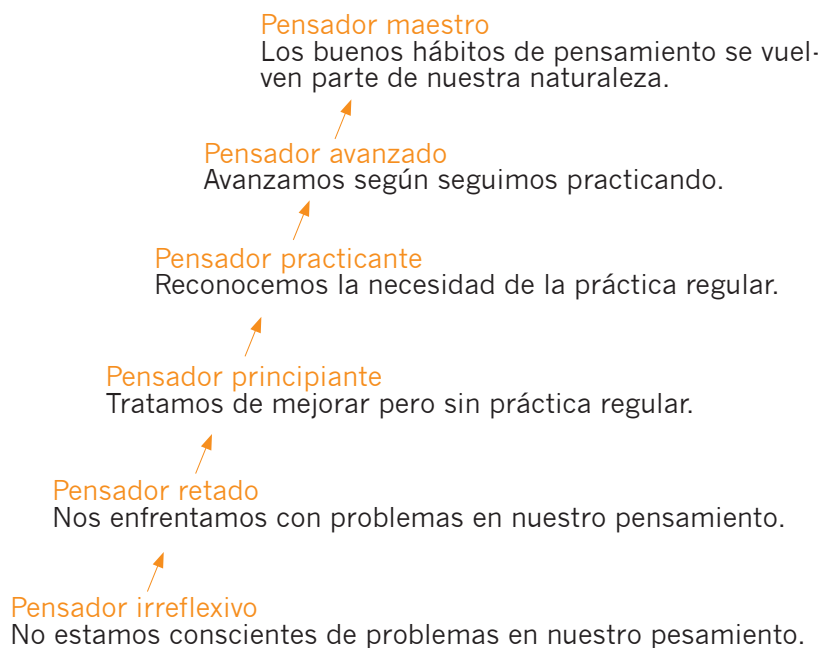 Pensador maestro
Los buenos hábitos de pensamiento se vuel-
ven parte de nuestra naturaleza.
Pensador avanzado
Avanzamos según seguimos practicando.
Pensador practicante
Reconocemos la necesidad de la práctica regular.
Pensador principiante
Tratamos de mejorar pero sin práctica regular.
Pensador retado
Nos enfrentamos con problemas en nuestro pensamiento.
Pensador irreflexivo
No estamos conscientes de problemas en nuestro pesamiento.